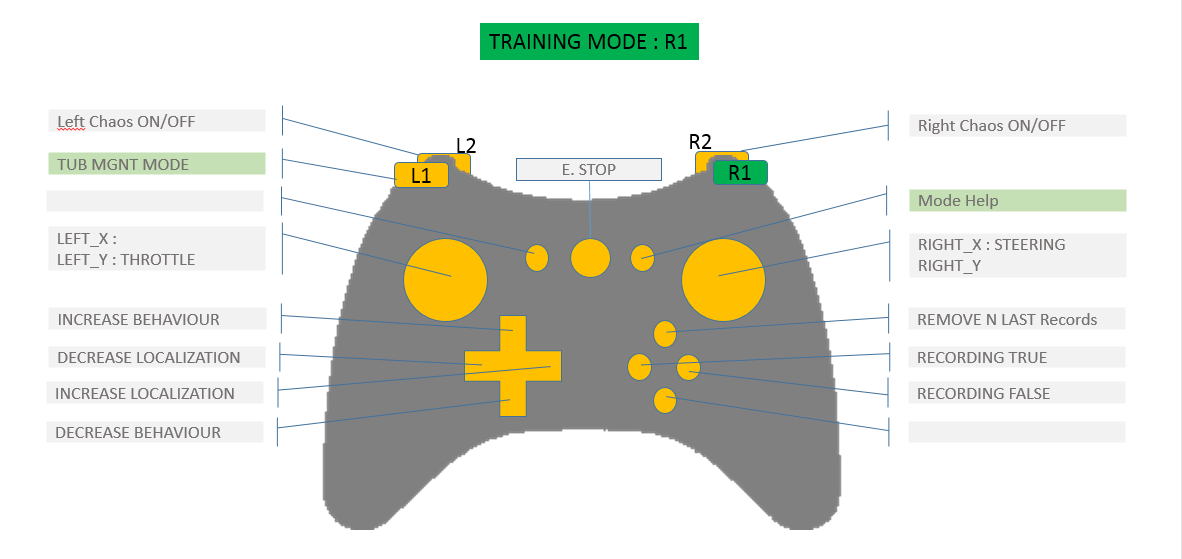 TRAINING MODE : R1
Left Chaos ON/OFF
TUB MGNT MODE
LEFT_X :
LEFT_Y : THROTTLE
INCREASE BEHAVIOUR
DECREASE LOCALIZATION
INCREASE LOCALIZATION
DECREASE BEHAVIOUR
L2
L1
E. STOP
R2
R1
Right Chaos ON/OFF
Mode Help
RIGHT_X : STEERING
RIGHT_Y
REMOVE N LAST Records
RECORDING TRUE
RECORDING FALSE